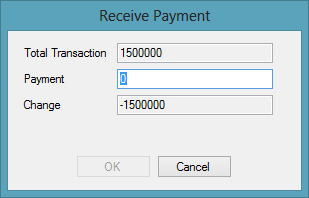 Receive Payment
Total Transaction 1500000
Payment 0
Change -1500000
OK Cancel